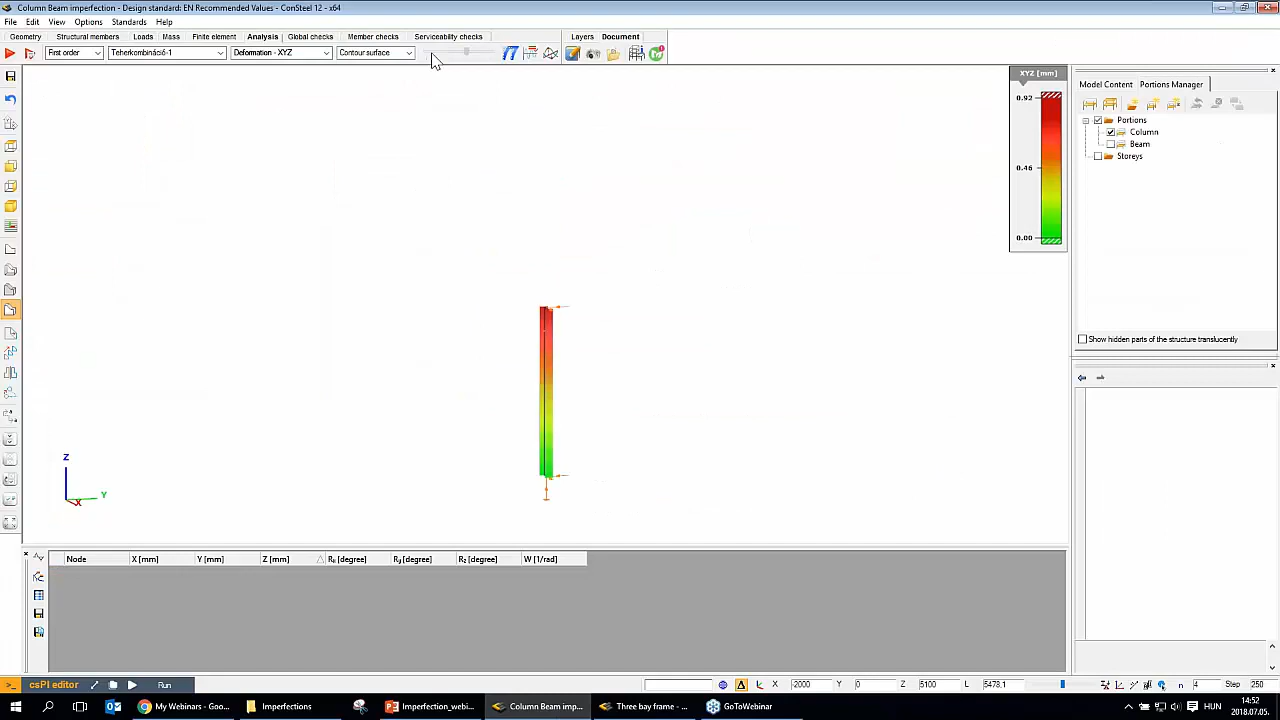 Column Beam imperfection - Design standard: EN Recommended Values - ConSteel 12 - x64
File Edit View Options Standards Help
Geometry Structural members Loads Mass Finite element Analysis Global checks Member checks Serviceability checks Layers Document
First order Teherkombináció-1 Deformation - XYZ Contour surface
XYZ [mm]
0.92
0.46
0.00
Model Content Portions Manager
Portions
Column
Beam
Storeys
Show hidden parts of the structure translucently
Z
Y
X
Node X [mm] Y [mm] Z [mm] Rx [degree] Ry [degree] Rz [degree] W [1/rad]
csPI editor Run X -2000 Y 0 Z 5100 L 5478.1 n 4 Step 250
My Webinars - Goo... Imperfections Imperfection_webi... Column Beam imp... Three bay frame - ... GoToWebinar HUN 14:52
2018.07.05.